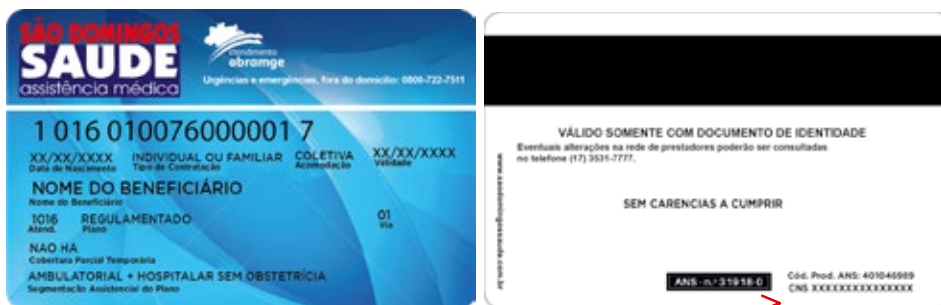 SÃO DOMINGOS
SAUDE
assistência médica
atendimento
abramge
Urgências e emergências, fora do domicílio: 0800-722-7511
1 016 010076000001 7
XX/XX/XXXX INDIVIDUAL OU FAMILIAR COLETIVA XX/XX/XXXX
Data de Nascimento Tipo de Contratação Acomodação Validade
NOME DO BENEFICIÁRIO
Nome do Beneficiário
1016 REGULAMENTADO 01
Atend. Plano Via
NAO HA
Cobertura Parcial Temporária
AMBULATORIAL + HOSPITALAR SEM OBSTETRÍCIA
Segmentação Assistencial do Plano
VÁLIDO SOMENTE COM DOCUMENTO DE IDENTIDADE
Eventuais alterações na rede de prestadores poderão ser consultadas
no telefone (17) 3531-7777.
www.saodomingossaude.com.br
SEM CARENCIAS A CUMPRIR
ANS - n.º 31918-0
Cód. Prod. ANS: 401046989
CNS XXXXXXXXXXXXXXX